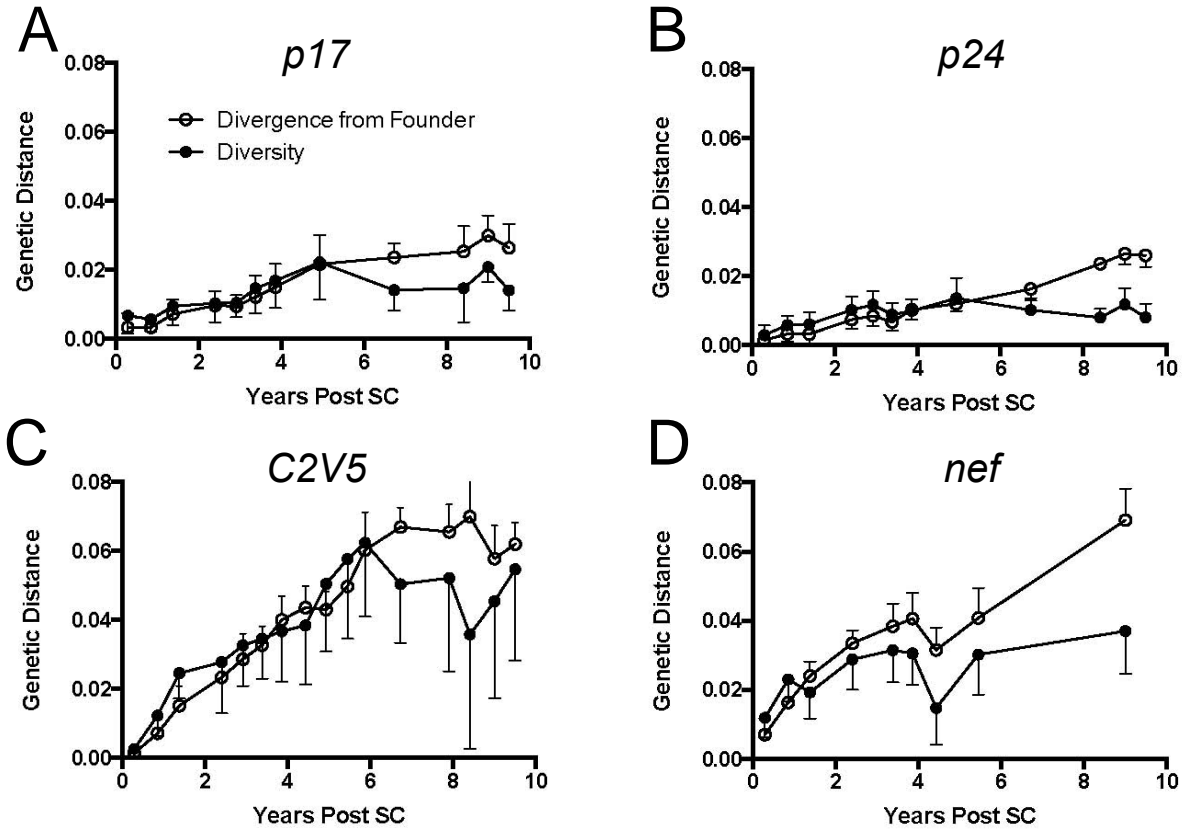 A
p17
0.08
0.06
0.04
0.02
0.00
Genetic Distance
Divergence from Founder
Diversity
0 2 4 6 8 10
Years Post SC
B
p24
0.08
0.06
0.04
0.02
0.00
Genetic Distance
0 2 4 6 8 10
Years Post SC
C
C2V5
0.08
0.06
0.04
0.02
0.00
Genetic Distance
0 2 4 6 8 10
Years Post SC
D
nef
0.08
0.06
0.04
0.02
0.00
Genetic Distance
0 2 4 6 8 10
Years Post SC